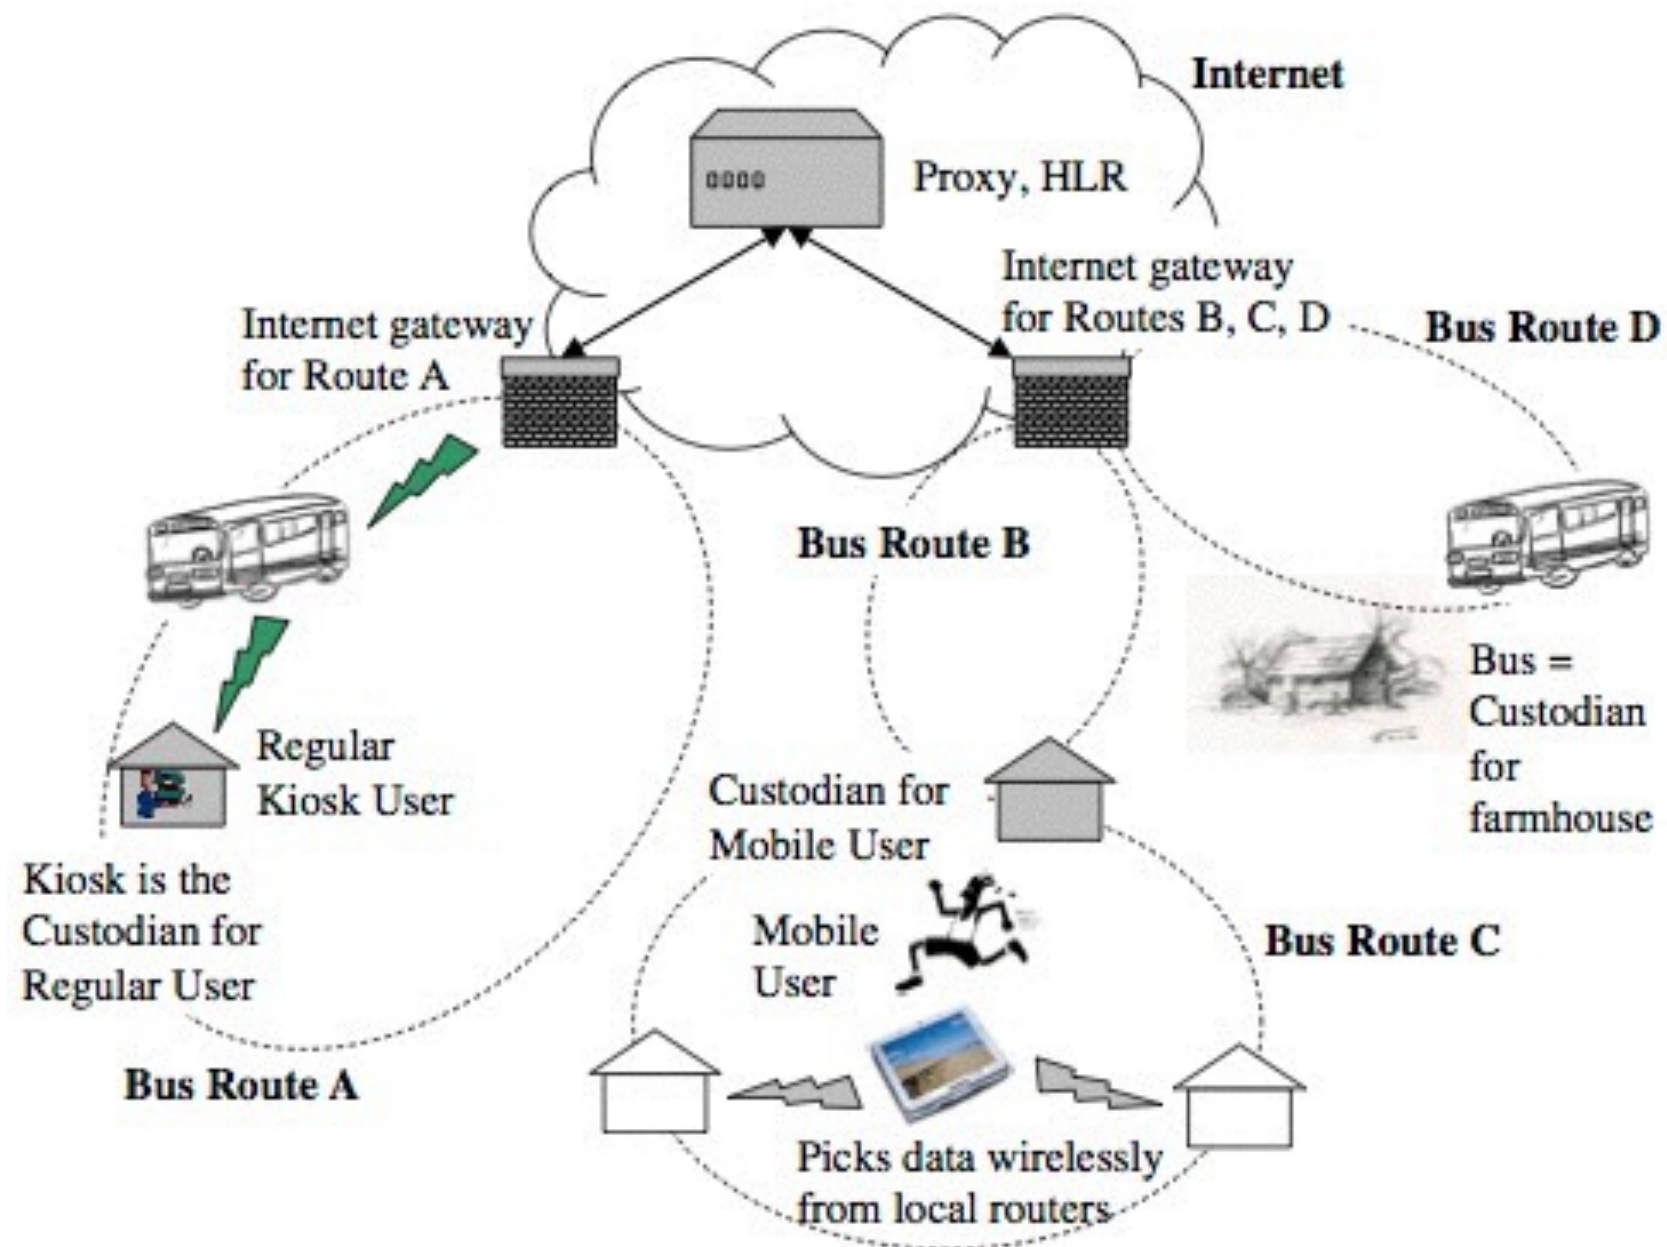 Internet
Proxy, HLR
Internet gateway
for Routes B, C, D
Internet gateway
for Route A
Bus Route D
Bus Route B
Bus =
Custodian
for
farmhouse
Regular
Kiosk User
Custodian for
Mobile User
Kiosk is the
Custodian for
Regular User
Mobile
User
Bus Route C
Bus Route A
Picks data wirelessly
from local routers